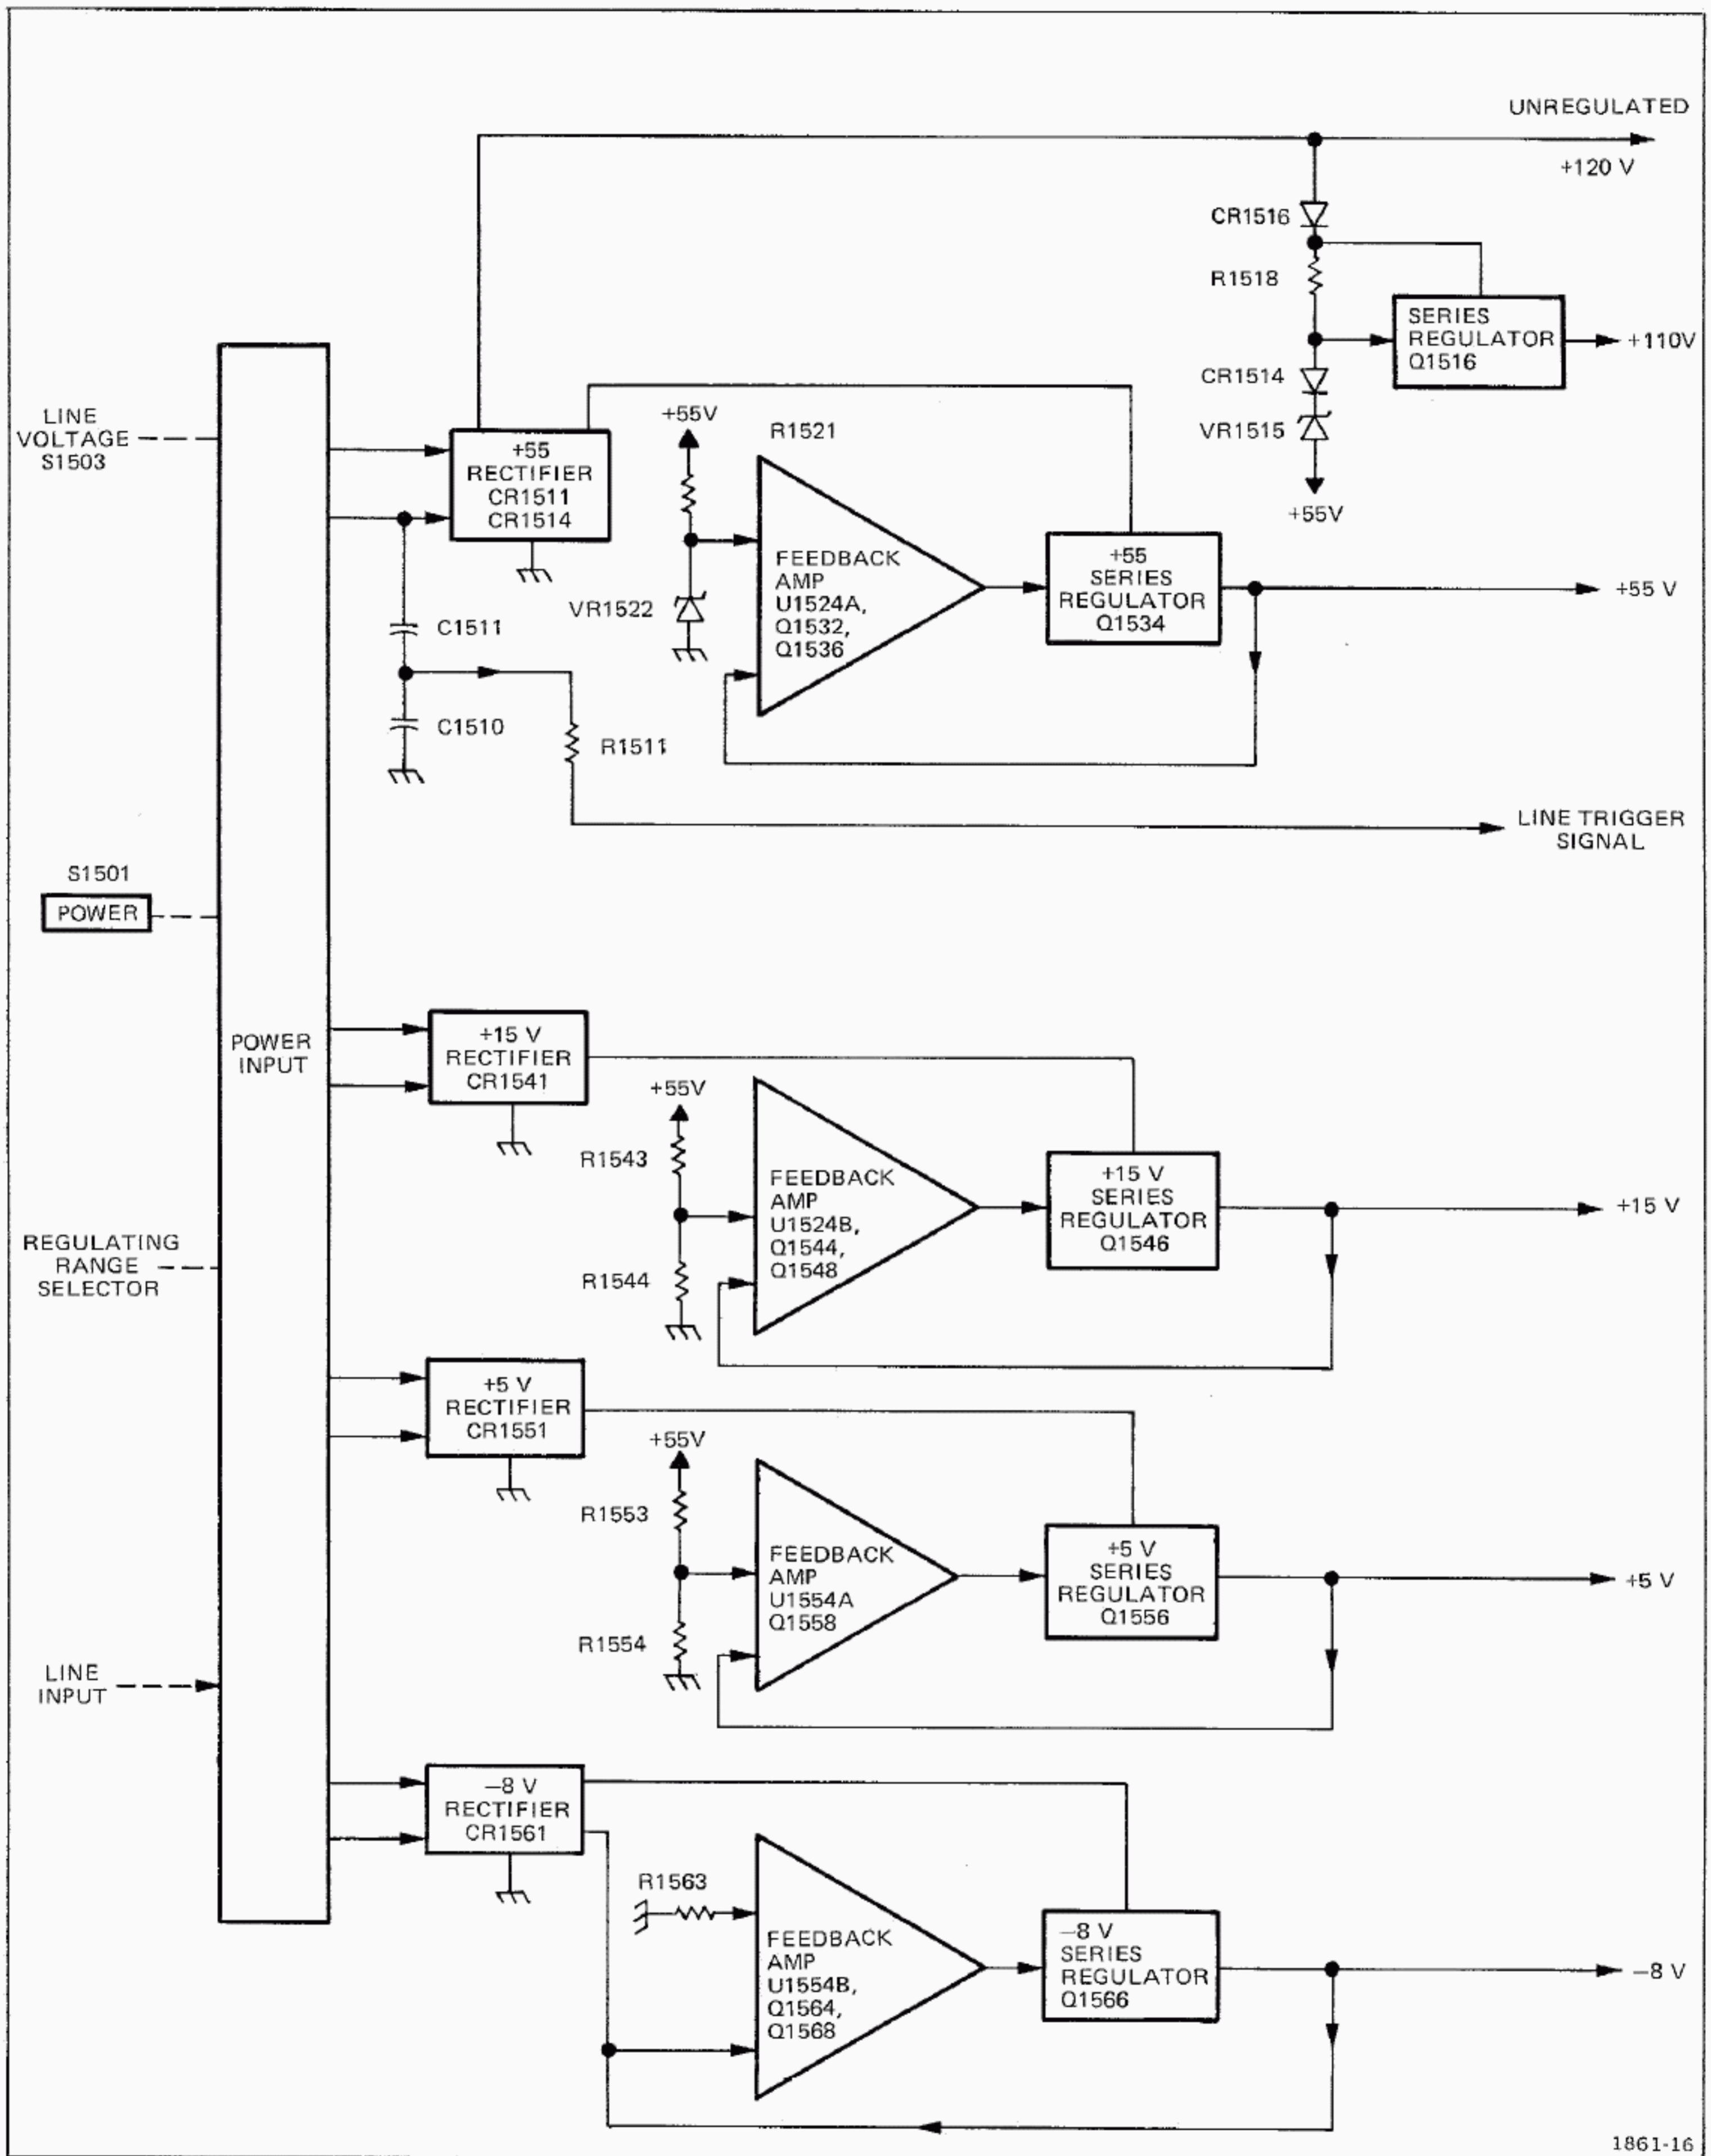 UNREGULATED
+120 V
CR1516
R1518
SERIES
REGULATOR
Q1516
+110V
CR1514
VR1515
+55V
LINE
VOLTAGE
S1503
+55
RECTIFIER
CR1511
CR1514
+55V
R1521
VR1522
FEEDBACK
AMP
U1524A,
Q1532,
Q1536
+55
SERIES
REGULATOR
Q1534
+55 V
C1511
C1510
R1511
LINE TRIGGER
SIGNAL
S1501
POWER
POWER
INPUT
+15 V
RECTIFIER
CR1541
+55V
R1543
R1544
FEEDBACK
AMP
U1524B,
Q1544,
Q1548
+15 V
SERIES
REGULATOR
Q1546
+15 V
REGULATING
RANGE
SELECTOR
+5 V
RECTIFIER
CR1551
+55V
R1553
R1554
FEEDBACK
AMP
U1554A
Q1558
+5 V
SERIES
REGULATOR
Q1556
+5 V
LINE
INPUT
−8 V
RECTIFIER
CR1561
R1563
FEEDBACK
AMP
U1554B,
Q1564,
Q1568
−8 V
SERIES
REGULATOR
Q1566
−8 V
1861-16